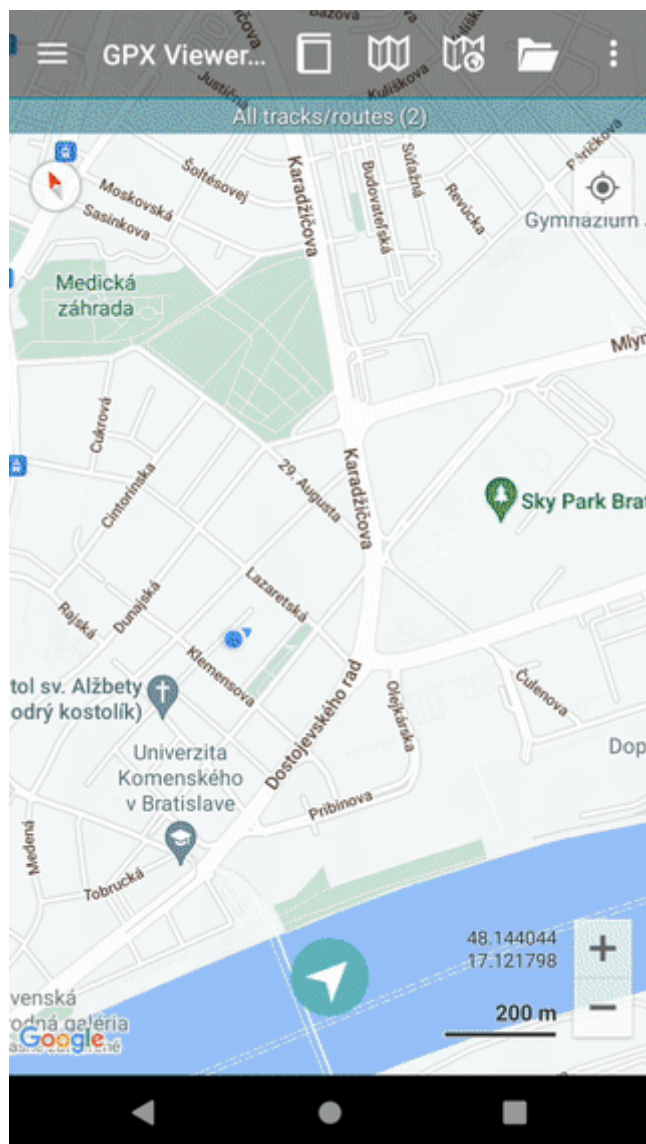 Bazová
GPX Viewer...
Justičná
Kulíškova
All tracks/routes (2)
Šoltésovej
Moskovská
Sasinkova
Karadžičova
Budovateľská
Súťažná
Revúcka
Páričkova
Gymnázium
Medická
záhrada
Mlyn
Cukrová
Cintorínska
29. Augusta
Karadžičova
Sky Park Brat
Lazaretská
Dunajská
Rajská
Klemensova
tol sv. Alžbety
odrý kostolík)
Dostojevského rad
Olejkárska
Čulenova
Univerzita
Komenského
v Bratislave
Dop
Pribinova
Medená
Tobrucká
48.144044
17.121798
+
200 m
−
venská
odná galéria
Google